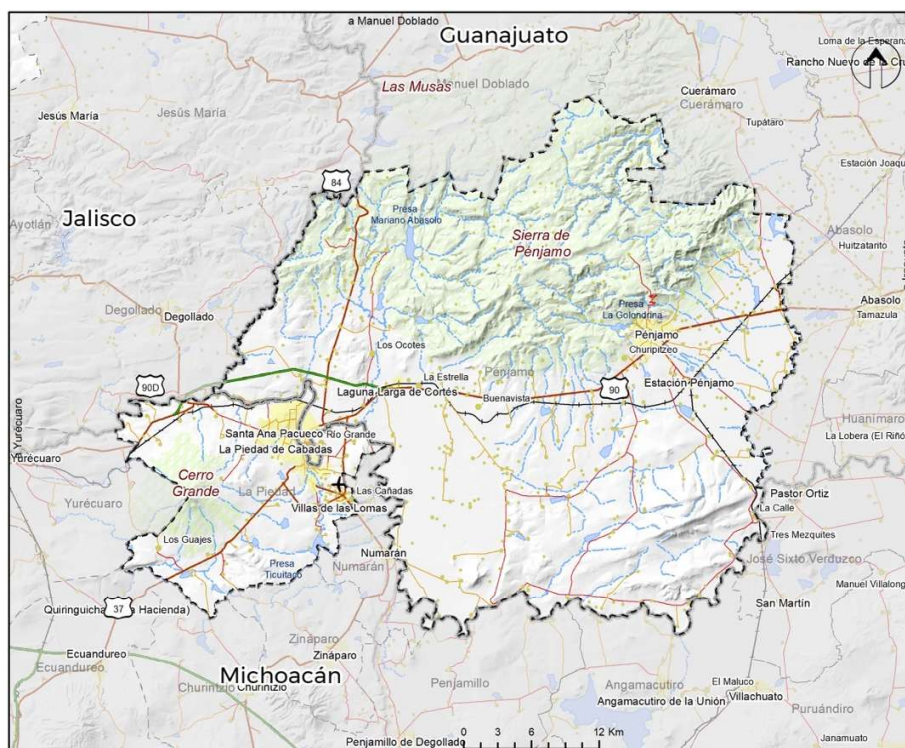 a Manuel Doblado
Guanajuato
Loma de la Esperanz
Rancho Nuevo de la Cru
Las Musas
Manuel Doblado
Cuerámaro
Cuerámaro
Jesús María
Jesús María
Tupátaro
Estación Joaqu
84
Ayotlán
Jalisco
Presa
Mariano Abasolo
Sierra de
Pénjamo
Abasolo
Huitzatarito
Degollado
Degollado
Presa
La Golondrina
Abasolo
Tamazula
Pénjamo
Churipitzeo
Los Ocotes
La Estrella
Pénjamo
90D
90
Estación Pénjamo
Laguna Larga de Cortés
Buenavista
Huanímaro
a Yurécuaro
Santa Ana Pacueco
Río Grande
La Lobera (El Riñó
La Piedad de Cabadas
Yurécuaro
Cerro
Grande
Yurécuaro
La Piedad
Las Cañadas
Pastor Ortiz
La Calle
Villas de las Lomas
Los Guajes
Tres Mezquites
Numarán
José Sixto Verduzco
Presa
Ticuitaco
Numarán
Manuel Villalong
Quiringuicha
a Hacienda)
37
San Martín
Zináparo
Zináparo
Ecuandureo
Ecuandureo
Michoacán
Churintzio
Churintzio
Penjamillo
Angamacutiro
El Maluco
Villachuato
Angamacutiro de la Unión
Puruándiro
Penjamillo de Degollado
0 3 6 12 Km
Janamuato